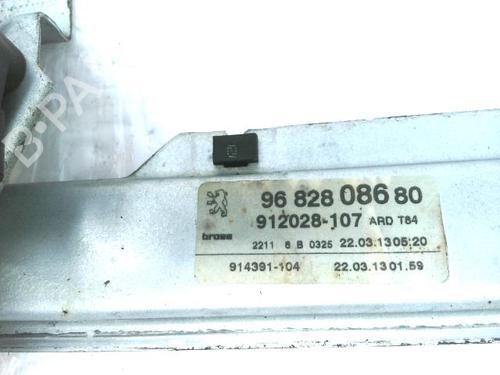 B-PA
96 828 086 80
912028-107 ARD T84
brose
2211 6 B 0325 22.03.13 05:20
914391-104 22.03.13 01.59